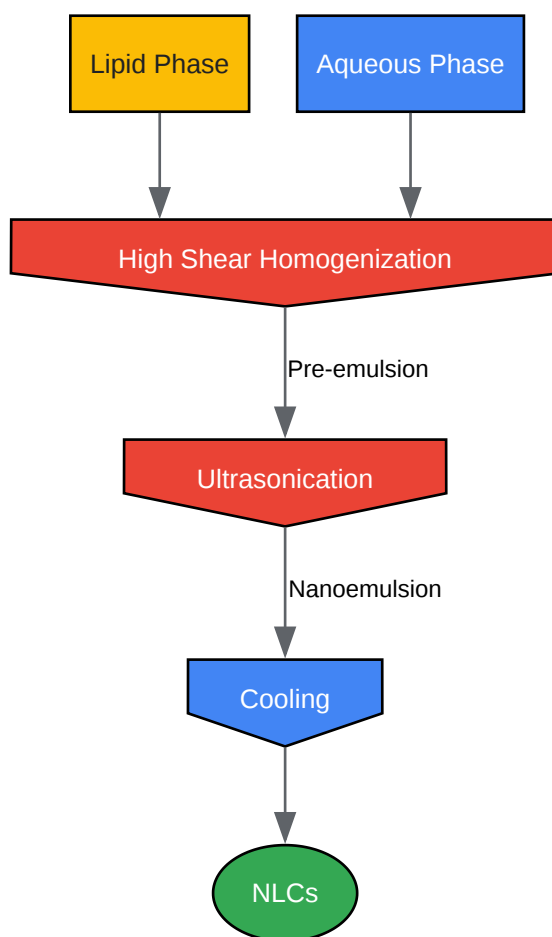 Lipid Phase
Aqueous Phase
High Shear Homogenization
Pre-emulsion
Ultrasonication
Nanoemulsion
Cooling
NLCs